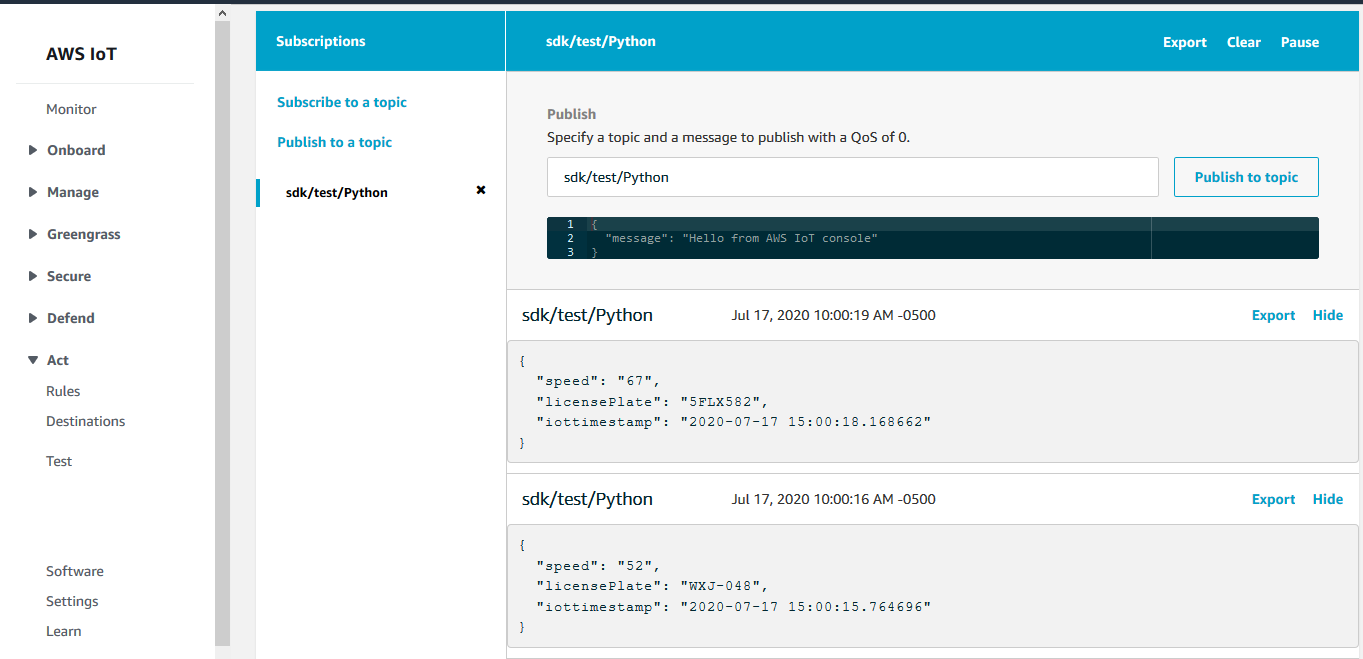 AWS IoT
Monitor
Onboard
Manage
Greengrass
Secure
Defend
Act
Rules
Destinations
Test
Software
Settings
Learn
Subscriptions
Subscribe to a topic
Publish to a topic
sdk/test/Python
sdk/test/Python Export Clear Pause
Publish
Specify a topic and a message to publish with a QoS of 0.
sdk/test/Python Publish to topic
1 {
2 "message": "Hello from AWS IoT console"
3 }
sdk/test/Python Jul 17, 2020 10:00:19 AM -0500 Export Hide
{
"speed": "67",
"licensePlate": "5FLX582",
"iottimestamp": "2020-07-17 15:00:18.168662"
}
sdk/test/Python Jul 17, 2020 10:00:16 AM -0500 Export Hide
{
"speed": "52",
"licensePlate": "WXJ-048",
"iottimestamp": "2020-07-17 15:00:15.764696"
}